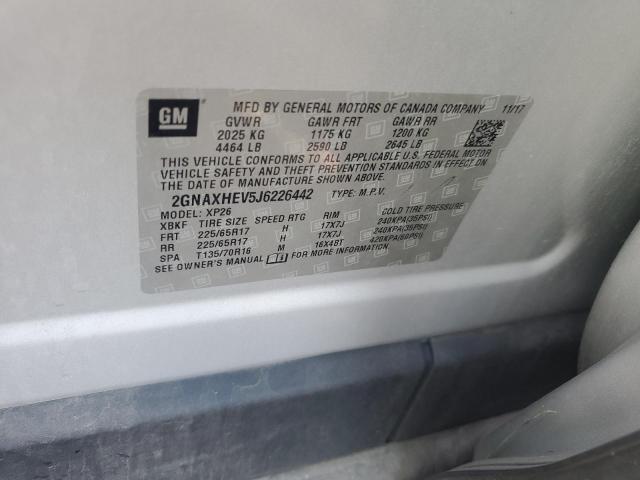 GM
MFD BY GENERAL MOTORS OF CANADA COMPANY 11/17
GVWR GAWR FRT GAWR RR
2025 KG 1175 KG 1200 KG
4464 LB 2590 LB 2645 LB
THIS VEHICLE CONFORMS TO ALL APPLICABLE U.S. FEDERAL MOTOR
VEHICLE SAFETY, BUMPER, AND THEFT PREVENTION STANDARDS
IN EFFECT ON THE DATE OF MANUFACTURE SHOWN ABOVE.
2GNAXHEV5J6226442 TYPE: M.P.V.
MODEL: XP26
XBKF TIRE SIZE SPEED RTG RIM COLD TIRE PRESSURE
FRT 225/65R17 H 17X7J 240KPA(35PSI)
RR 225/65R17 H 17X7J 240KPA(35PSI)
SPA T135/70R16 M 16X4BT 420KPA(60PSI)
SEE OWNER'S MANUAL FOR MORE INFORMATION.